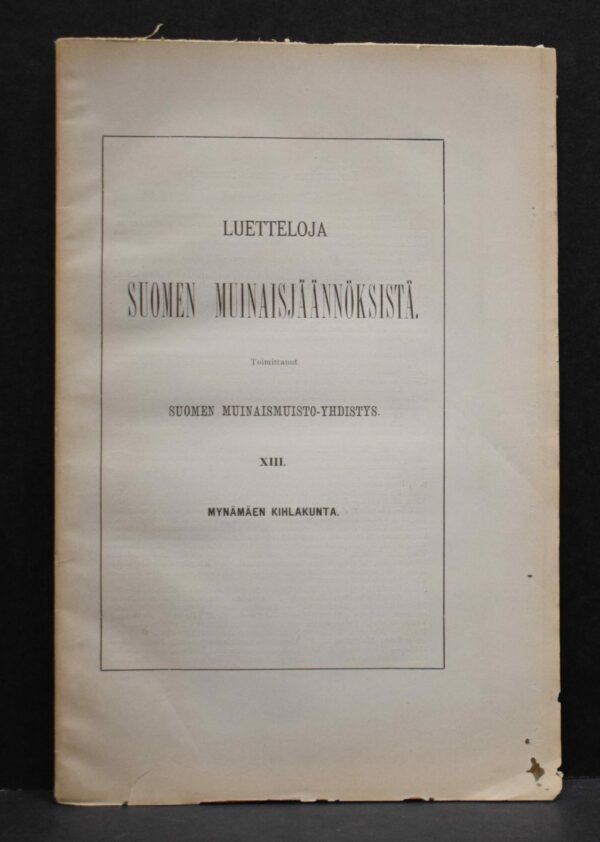 LUETTELOJA
SUOMEN MUINAISJÄÄNNÖKSISTÄ.
Toimittanut
SUOMEN MUINAISMUISTO-YHDISTYS.
XIII.
MYNÄMÄEN KIHLAKUNTA.